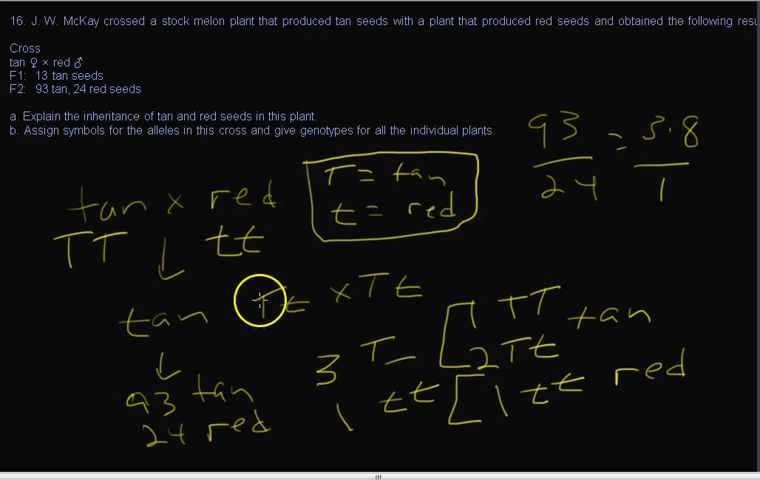 16. J. W. McKay crossed a stock melon plant that produced tan seeds with a plant that produced red seeds and obtained the following resu
Cross
tan ♀ × red ♂
F1: 13 tan seeds
F2: 93 tan, 24 red seeds
a. Explain the inheritance of tan and red seeds in this plant.
b. Assign symbols for the alleles in this cross and give genotypes for all the individual plants.
93/24 = 3.8/1
T = tan
t = red
tan x red
TT tt
tan Tt x Tt
1 TT tan
3 T_ 2 Tt
1 tt 1 tt red
93 tan
24 red